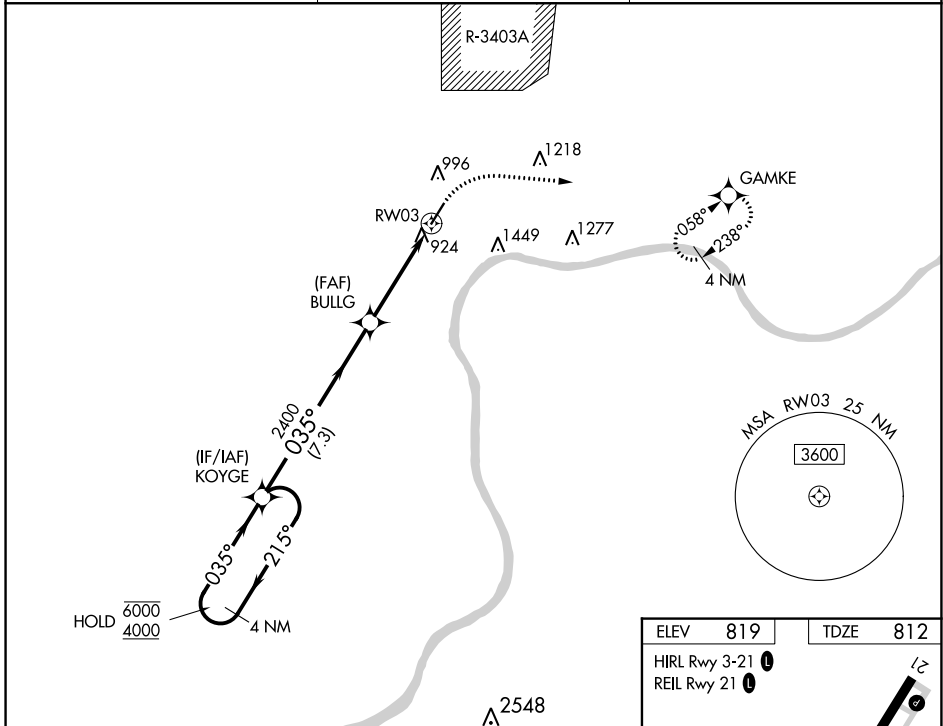 R-3403A
996
1218
GAMKE
RW03
058°
238°
924
1449
1277
4 NM
(FAF)
BULLG
2400
035°
(7.3)
(IF/IAF)
KOYGE
MSA RW03 25 NM
3600
035°
215°
HOLD 6000
4000
4 NM
ELEV 819
TDZE 812
HIRL Rwy 3-21 L
REIL Rwy 21 L
21
P
2548